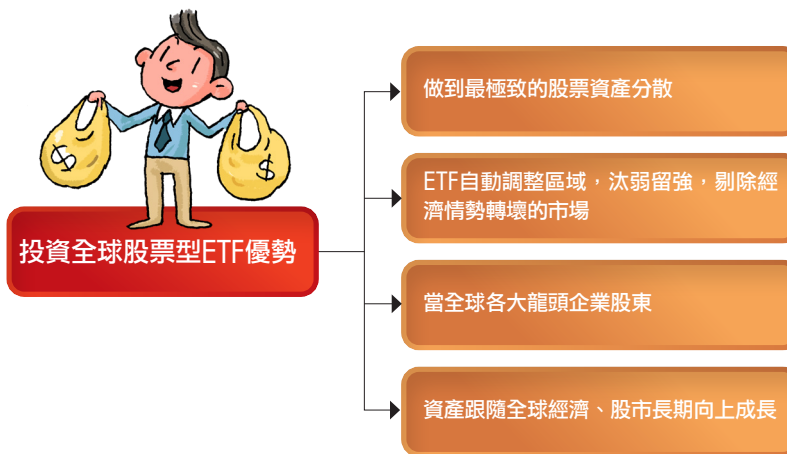 $
$
投資全球股票型ETF優勢
做到最極致的股票資產分散
ETF自動調整區域，汰弱留強，剔除經
濟情勢轉壞的市場
當全球各大龍頭企業股東
資產跟隨全球經濟、股市長期向上成長